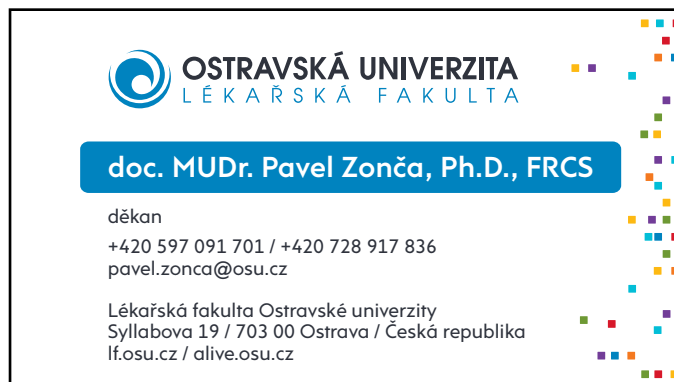 OSTRAVSKÁ UNIVERZITA
LÉKAŘSKÁ FAKULTA
doc. MUDr. Pavel Zonča, Ph.D., FRCS
děkan
+420 597 091 701 / +420 728 917 836
pavel.zonca@osu.cz
Lékařská fakulta Ostravské univerzity
Syllabova 19 / 703 00 Ostrava / Česká republika
lf.osu.cz / alive.osu.cz